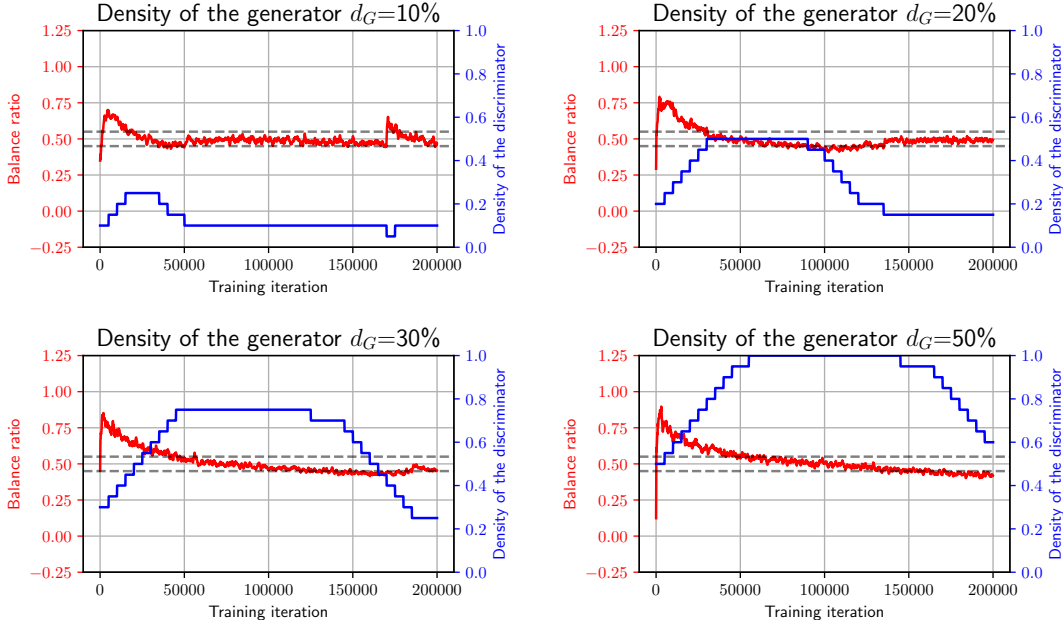 Density of the generator d_G=10%
1.25
1.00
0.75
0.50
0.25
0.00
−0.25
Balance ratio
1.0
0.8
0.6
0.4
0.2
0.0
Density of the discriminator
0 50000 100000 150000 200000
Training iteration
Density of the generator d_G=20%
1.25
1.00
0.75
0.50
0.25
0.00
−0.25
Balance ratio
1.0
0.8
0.6
0.4
0.2
0.0
Density of the discriminator
0 50000 100000 150000 200000
Training iteration
Density of the generator d_G=30%
1.25
1.00
0.75
0.50
0.25
0.00
−0.25
Balance ratio
1.0
0.8
0.6
0.4
0.2
0.0
Density of the discriminator
0 50000 100000 150000 200000
Training iteration
Density of the generator d_G=50%
1.25
1.00
0.75
0.50
0.25
0.00
−0.25
Balance ratio
1.0
0.8
0.6
0.4
0.2
0.0
Density of the discriminator
0 50000 100000 150000 200000
Training iteration